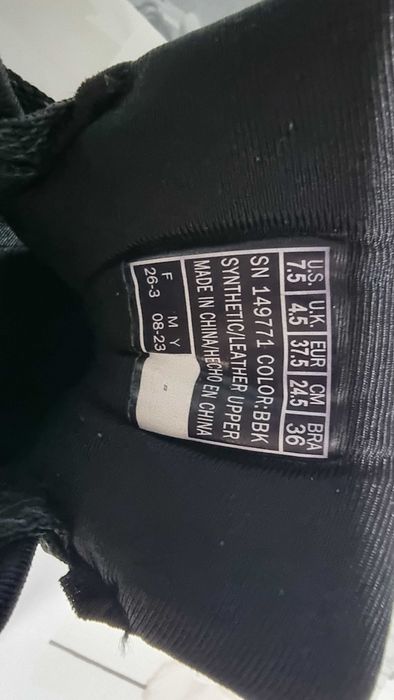 U.S. U.K. EUR CM BRA
7.5 4.5 37.5 24.5 36
SN 149771 COLOR:BBK
SYNTHETIC/LEATHER UPPER
MADE IN CHINA/HECHO EN CHINA
F M Y
26-3 08-23